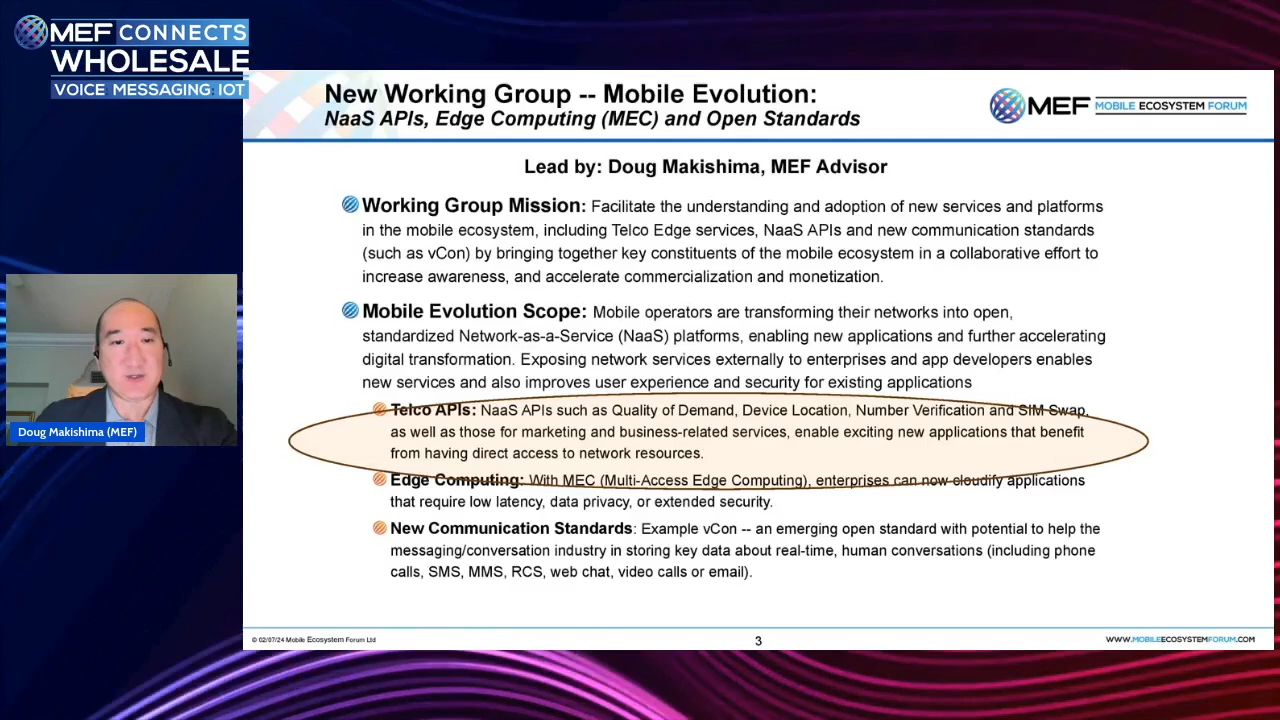 MEF CONNECTS
WHOLESALE
VOICE MESSAGING IOT
New Working Group -- Mobile Evolution:
NaaS APIs, Edge Computing (MEC) and Open Standards
MEF MOBILE ECOSYSTEM FORUM
Lead by: Doug Makishima, MEF Advisor
Working Group Mission: Facilitate the understanding and adoption of new services and platforms
in the mobile ecosystem, including Telco Edge services, NaaS APIs and new communication standards
(such as vCon) by bringing together key constituents of the mobile ecosystem in a collaborative effort to
increase awareness, and accelerate commercialization and monetization.
Mobile Evolution Scope: Mobile operators are transforming their networks into open,
standardized Network-as-a-Service (NaaS) platforms, enabling new applications and further accelerating
digital transformation. Exposing network services externally to enterprises and app developers enables
new services and also improves user experience and security for existing applications
Telco APIs: NaaS APIs such as Quality of Demand, Device Location, Number Verification and SIM Swap,
as well as those for marketing and business-related services, enable exciting new applications that benefit
from having direct access to network resources.
Edge Computing: With MEC (Multi-Access Edge Computing), enterprises can now cloudify applications
that require low latency, data privacy, or extended security.
New Communication Standards: Example vCon -- an emerging open standard with potential to help the
messaging/conversation industry in storing key data about real-time, human conversations (including phone
calls, SMS, MMS, RCS, web chat, video calls or email).
Doug Makishima (MEF)
© 02/07/24 Mobile Ecosystem Forum Ltd
3
WWW.MOBILEECOSYSTEMFORUM.COM